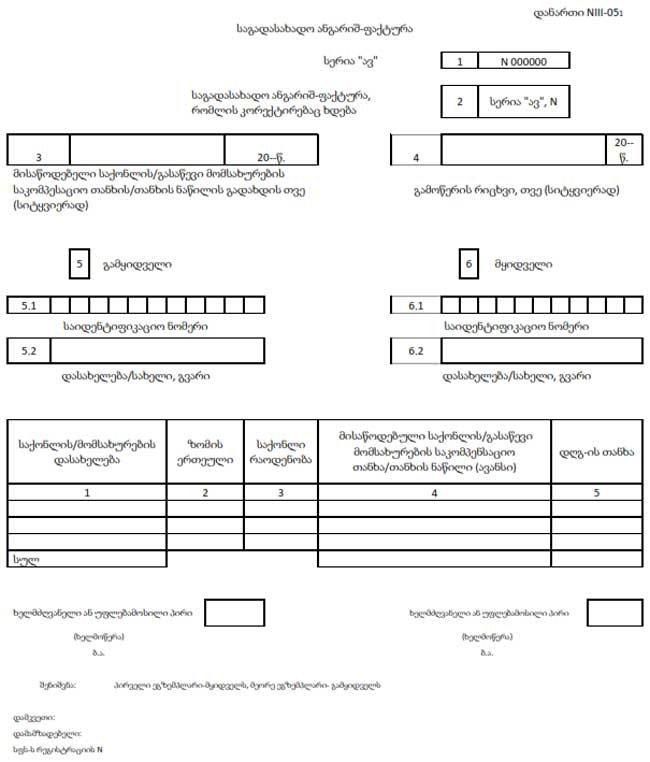 დანართი NIII-051
საგადასახადო ანგარიშ-ფაქტურა
სერია "ავ" 1 N 000000
საგადასახადო ანგარიშ-ფაქტურა,
რომლის კორექტირებაც ხდება 2 სერია "ავ", N
3 20--წ. 4 20--წ.
მისაწოდებელი საქონლის/გასაწევი მომსახურების
საკომპესაციო თანხის/თანხის ნაწილის გადახდის თვე
(სიტყვიერად)
გამოწერის რიცხვი, თვე (სიტყვიერად)
5 გამყიდველი 6 მყიდველი
5.1 6.1
საიდენტიფიკაციო ნომერი საიდენტიფიკაციო ნომერი
5.2 6.2
დასახელება/სახელი, გვარი დასახელება/სახელი, გვარი
საქონლის/მომსახურების
დასახელება
ზომის
ერთეული
საქონლი
რაოდენობა
მისაწოდებული საქონლის/გასაწევი
მომსახურების საკომპენსაციო
თანხა/თანხის ნაწილი (ავანსი)
დღგ-ის თანხა
1 2 3 4 5
სულ
ხელმძღვანელი ან უფლებამოსილი პირი ხელმძღვანელი ან უფლებამოსილი პირი
(ხელმოწერა) (ხელმოწერა)
ბ.ა. ბ.ა.
შენიშვნა: პირველი ეგზემპლარი-მყიდველს, მეორე ეგზემპლარი- გამყიდველს
დამკვეთი:
დამამზადებელი:
სფს-ს რეგისტრაციის N